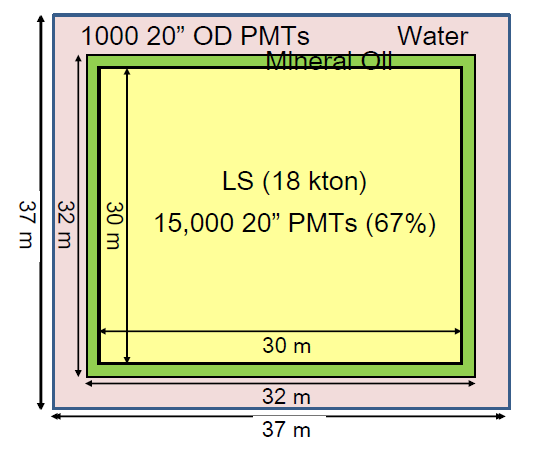 1000 20” OD PMTs Water
Mineral Oil
LS (18 kton)
15,000 20” PMTs (67%)
37 m
32 m
30 m
30 m
32 m
37 m